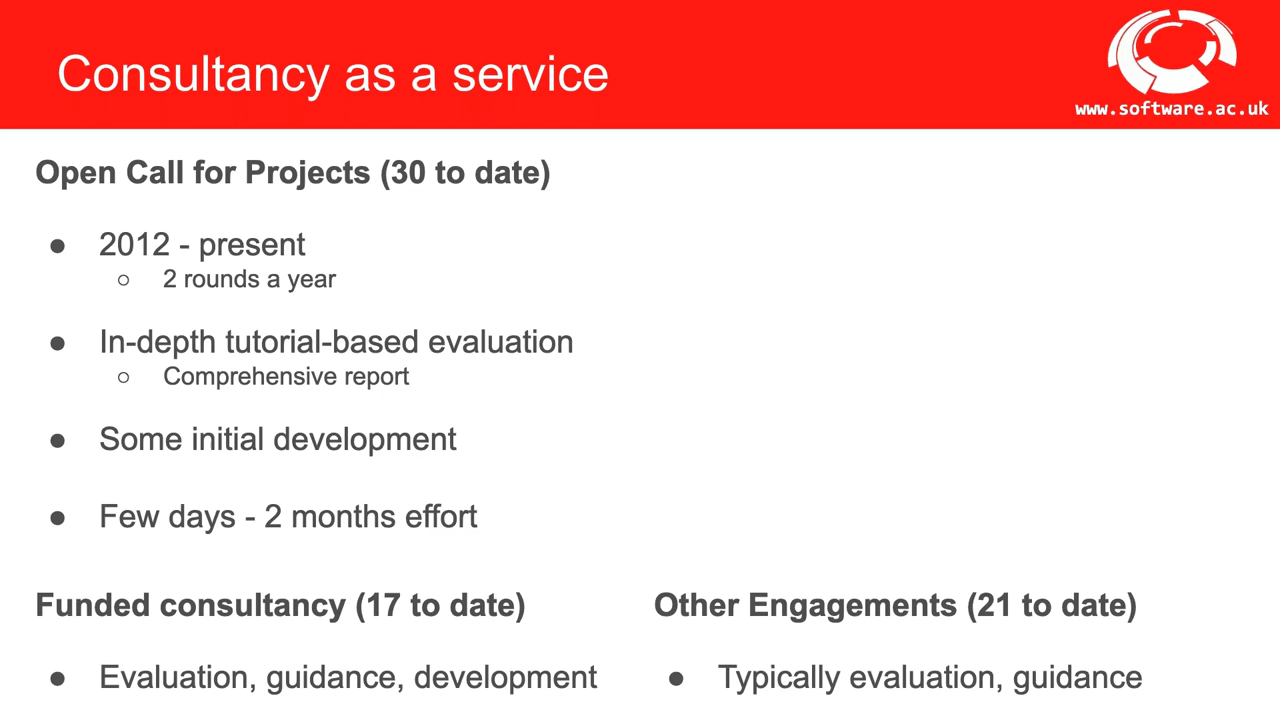 Consultancy as a service
www.software.ac.uk
Open Call for Projects (30 to date)
● 2012 - present
○ 2 rounds a year
● In-depth tutorial-based evaluation
○ Comprehensive report
● Some initial development
● Few days - 2 months effort
Funded consultancy (17 to date)
● Evaluation, guidance, development
Other Engagements (21 to date)
● Typically evaluation, guidance